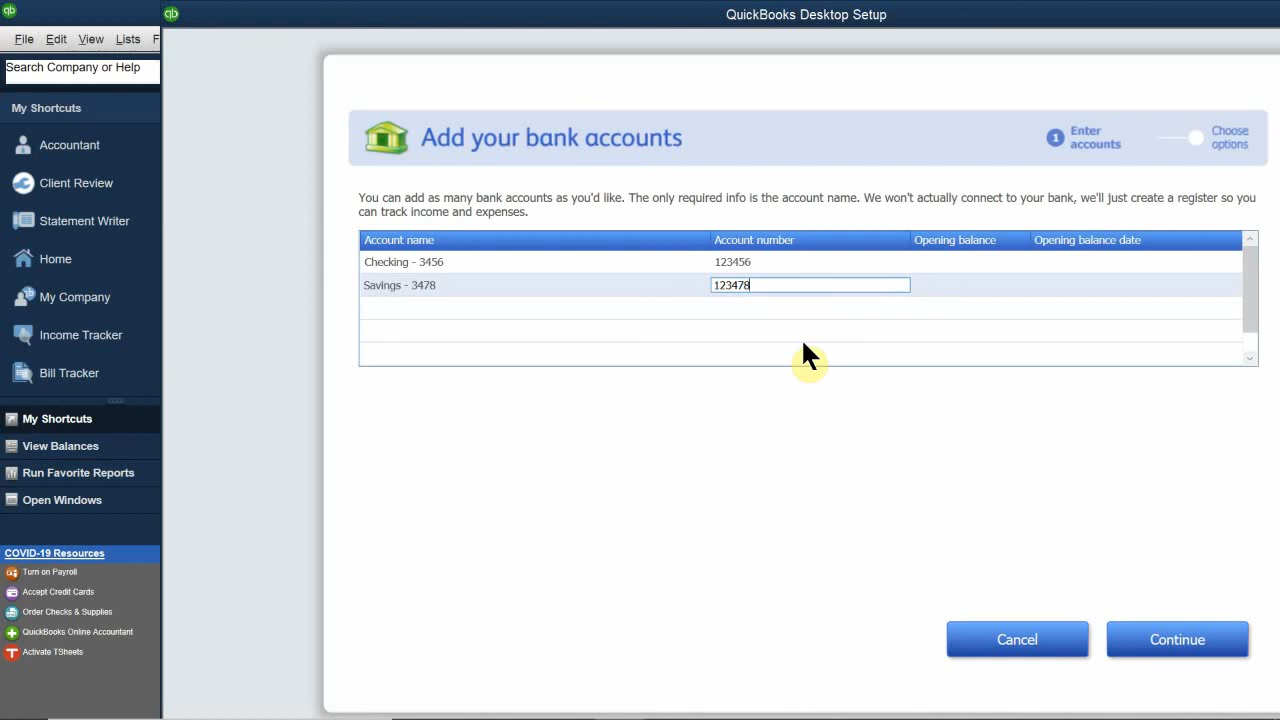 QuickBooks Desktop Setup
File Edit View Lists F
Search Company or Help
My Shortcuts
Accountant
Client Review
Statement Writer
Home
My Company
Income Tracker
Bill Tracker
My Shortcuts
View Balances
Run Favorite Reports
Open Windows
COVID-19 Resources
Turn on Payroll
Accept Credit Cards
Order Checks & Supplies
QuickBooks Online Accountant
Activate TSheets
Add your bank accounts
1 Enter accounts
Choose options
You can add as many bank accounts as you'd like. The only required info is the account name. We won't actually connect to your bank, we'll just create a register so you
can track income and expenses.
Account name Account number Opening balance Opening balance date
Checking - 3456 123456
Savings - 3478 123478
Cancel Continue